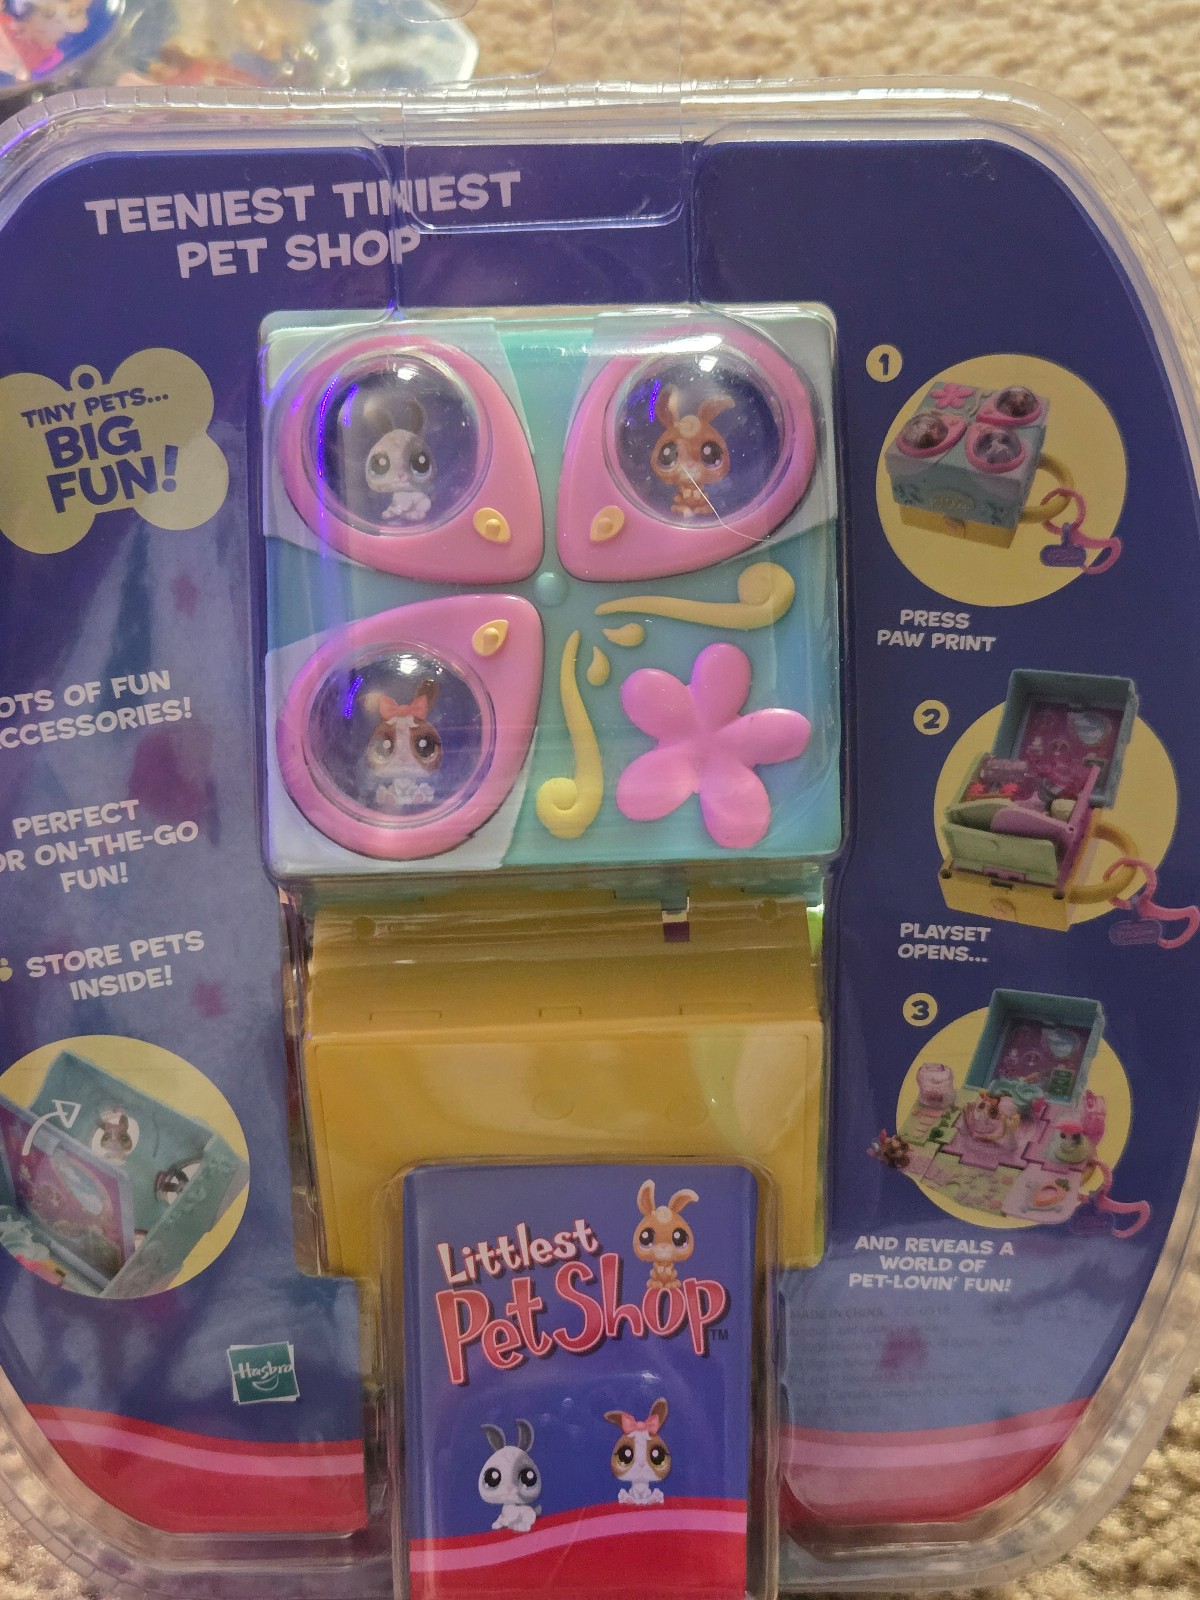 TEENIEST TINIEST
PET SHOP
TINY PETS...
BIG
FUN!
OTS OF FUN
CCESSORIES!
PERFECT
OR ON-THE-GO
FUN!
STORE PETS
INSIDE!
Hasbro
1
PRESS
PAW PRINT
2
PLAYSET
OPENS...
3
AND REVEALS A
WORLD OF
PET-LOVIN' FUN!
MADE IN CHINA.
Littlest
Pet Shop™